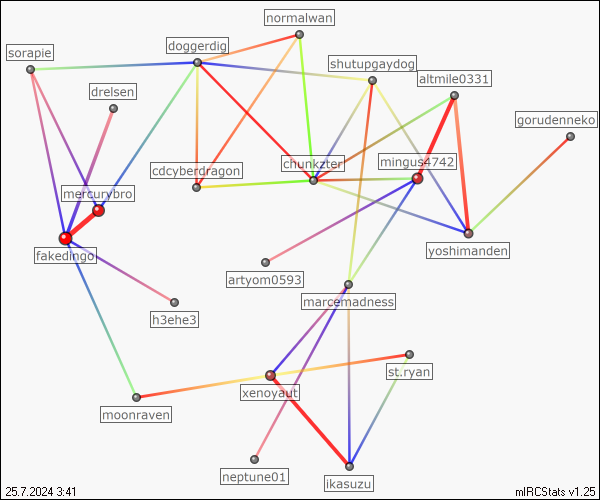 normalwan
doggerdig
sorapie
shutupgaydog
altmile0331
drelsen
gorudenneko
chunkzter
mingus4742
cdcyberdragon
mercurybro
fakedingo
yoshimanden
artyom0593
marcemadness
h3ehe3
st.ryan
xenoyaut
moonraven
neptune01
ikasuzu
25.7.2024 3:41
mIRCStats v1.25